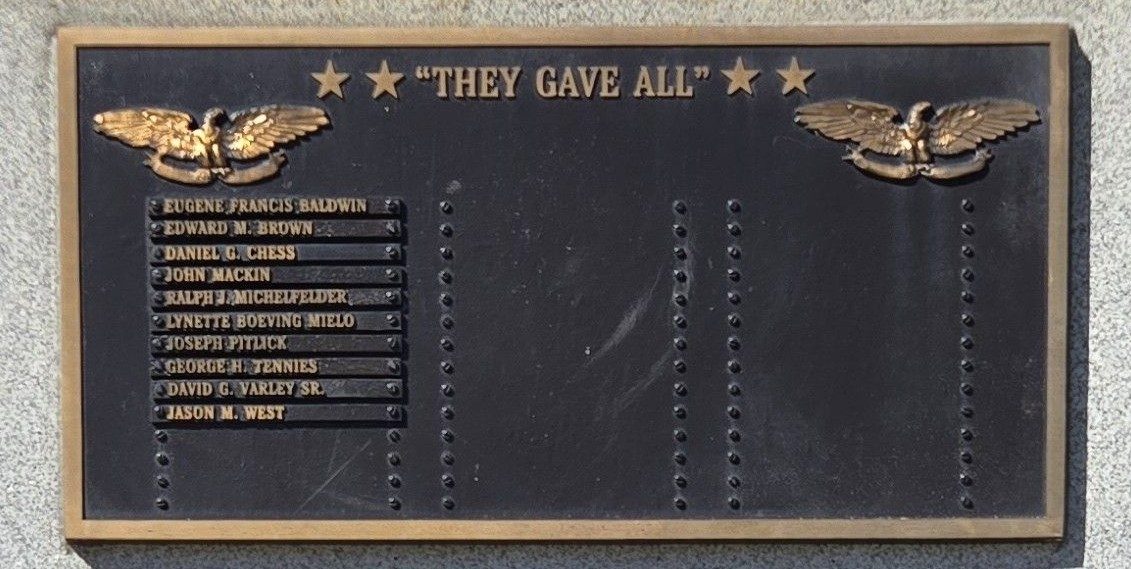 “THEY GAVE ALL”
EUGENE FRANCIS BALDWIN
EDWARD M. BROWN
DANIEL G. CHESS
JOHN MACKIN
RALPH J. MICHELFELDER
LYNETTE BOEVING MIELO
JOSEPH PITLICK
GEORGE H. TENNIES
DAVID G. VARLEY SR.
JASON M. WEST